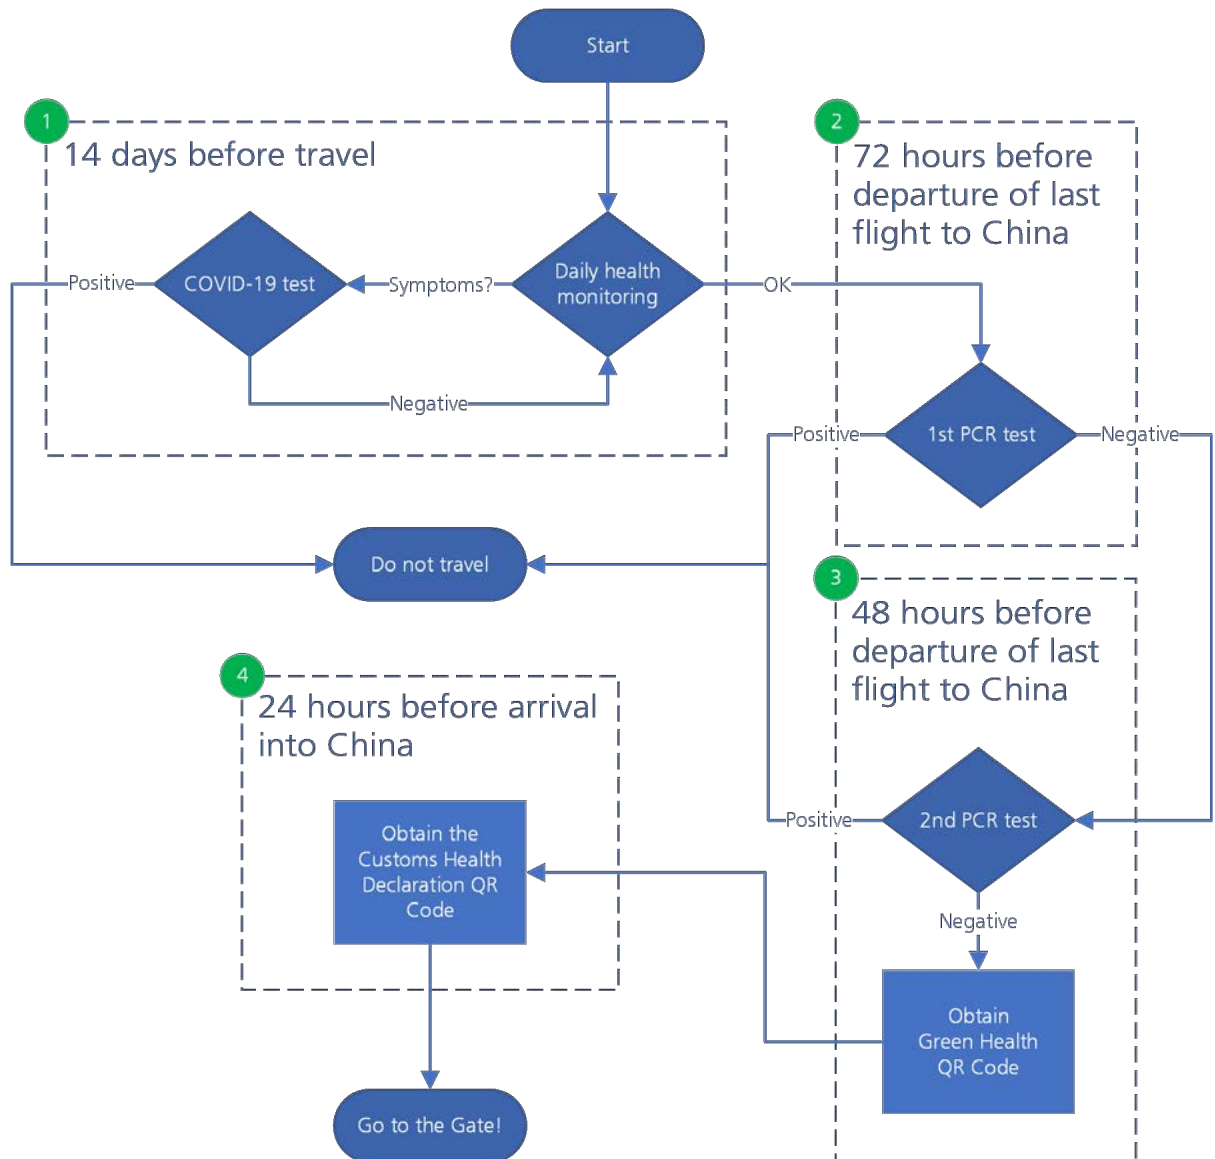 Start
1
14 days before travel
Daily health
monitoring
Symptoms?
COVID-19 test
Positive
Negative
OK
2
72 hours before
departure of last
flight to China
1st PCR test
Positive
Negative
Do not travel
3
48 hours before
departure of last
flight to China
2nd PCR test
Positive
Negative
Obtain
Green Health
QR Code
4
24 hours before arrival
into China
Obtain the
Customs Health
Declaration QR
Code
Go to the Gate!